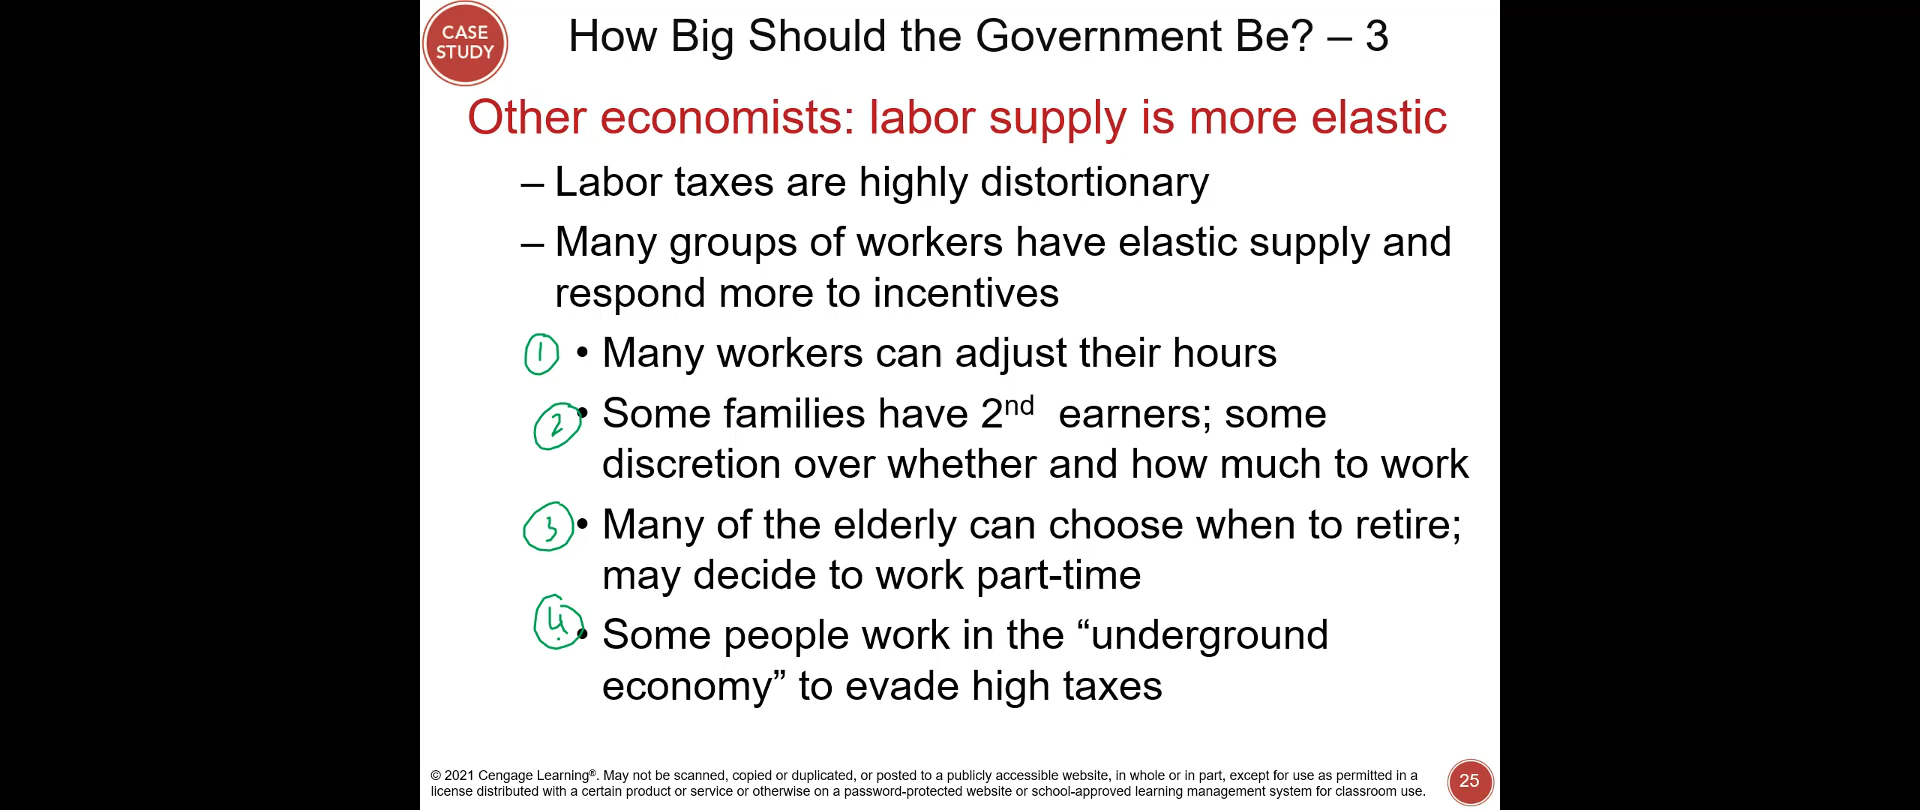 CASE
STUDY
How Big Should the Government Be? – 3
Other economists: labor supply is more elastic
– Labor taxes are highly distortionary
– Many groups of workers have elastic supply and
respond more to incentives
1 • Many workers can adjust their hours
2 • Some families have 2nd earners; some
discretion over whether and how much to work
3 • Many of the elderly can choose when to retire;
may decide to work part-time
4 • Some people work in the “underground
economy” to evade high taxes
© 2021 Cengage Learning®. May not be scanned, copied or duplicated, or posted to a publicly accessible website, in whole or in part, except for use as permitted in a
license distributed with a certain product or service or otherwise on a password-protected website or school-approved learning management system for classroom use.
25